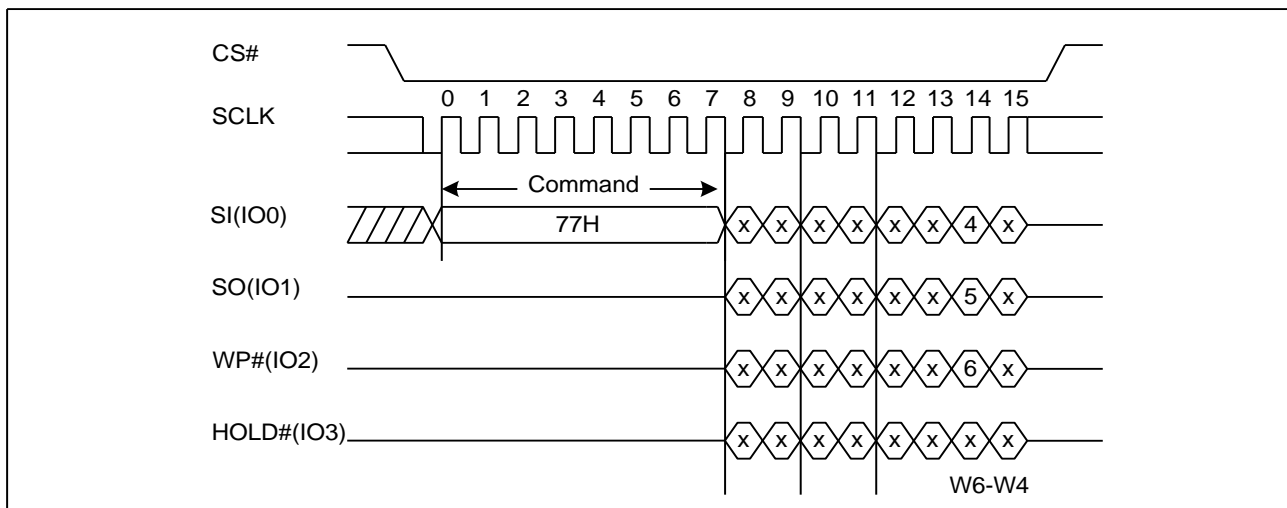 CS#
0 1 2 3 4 5 6 7 8 9 10 11 12 13 14 15
SCLK
Command
SI(IO0) 77H x x x x x x 4 x
SO(IO1) x x x x x x 5 x
WP#(IO2) x x x x x x 6 x
HOLD#(IO3) x x x x x x x x
W6-W4